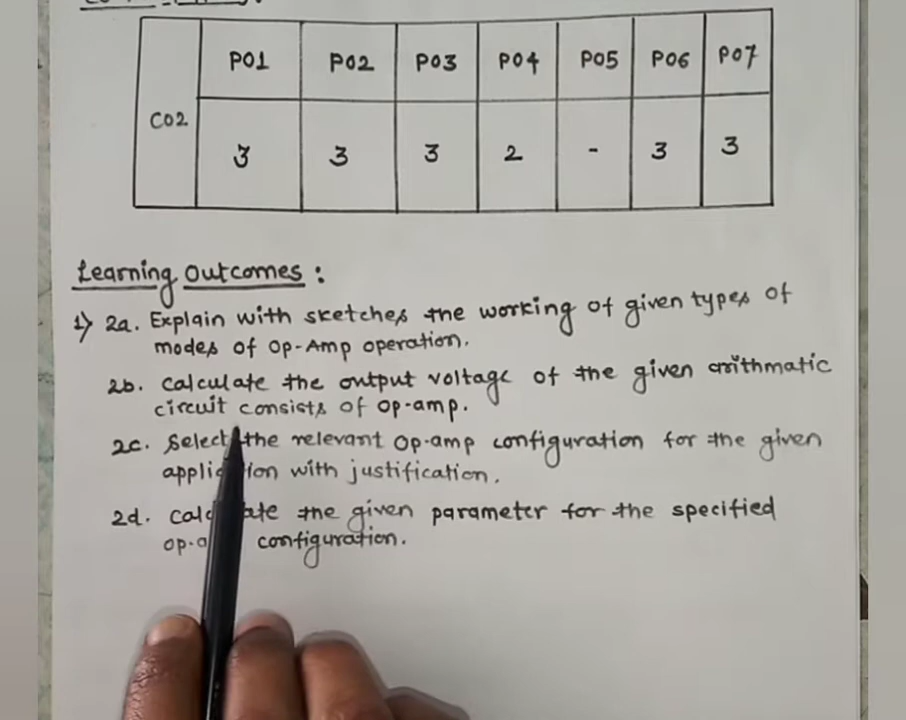 PO1 PO2 PO3 PO4 PO5 PO6 PO7
CO2
3 3 3 2 - 3 3
Learning Outcomes :
1) 2a. Explain with sketches the working of given types of
modes of Op-Amp operation.
2b. Calculate the output voltage of the given arithmatic
circuit consists of op-amp.
2c. Select the relevant op-amp configuration for the given
with justification.
2d. the given parameter for the specified
configuration.